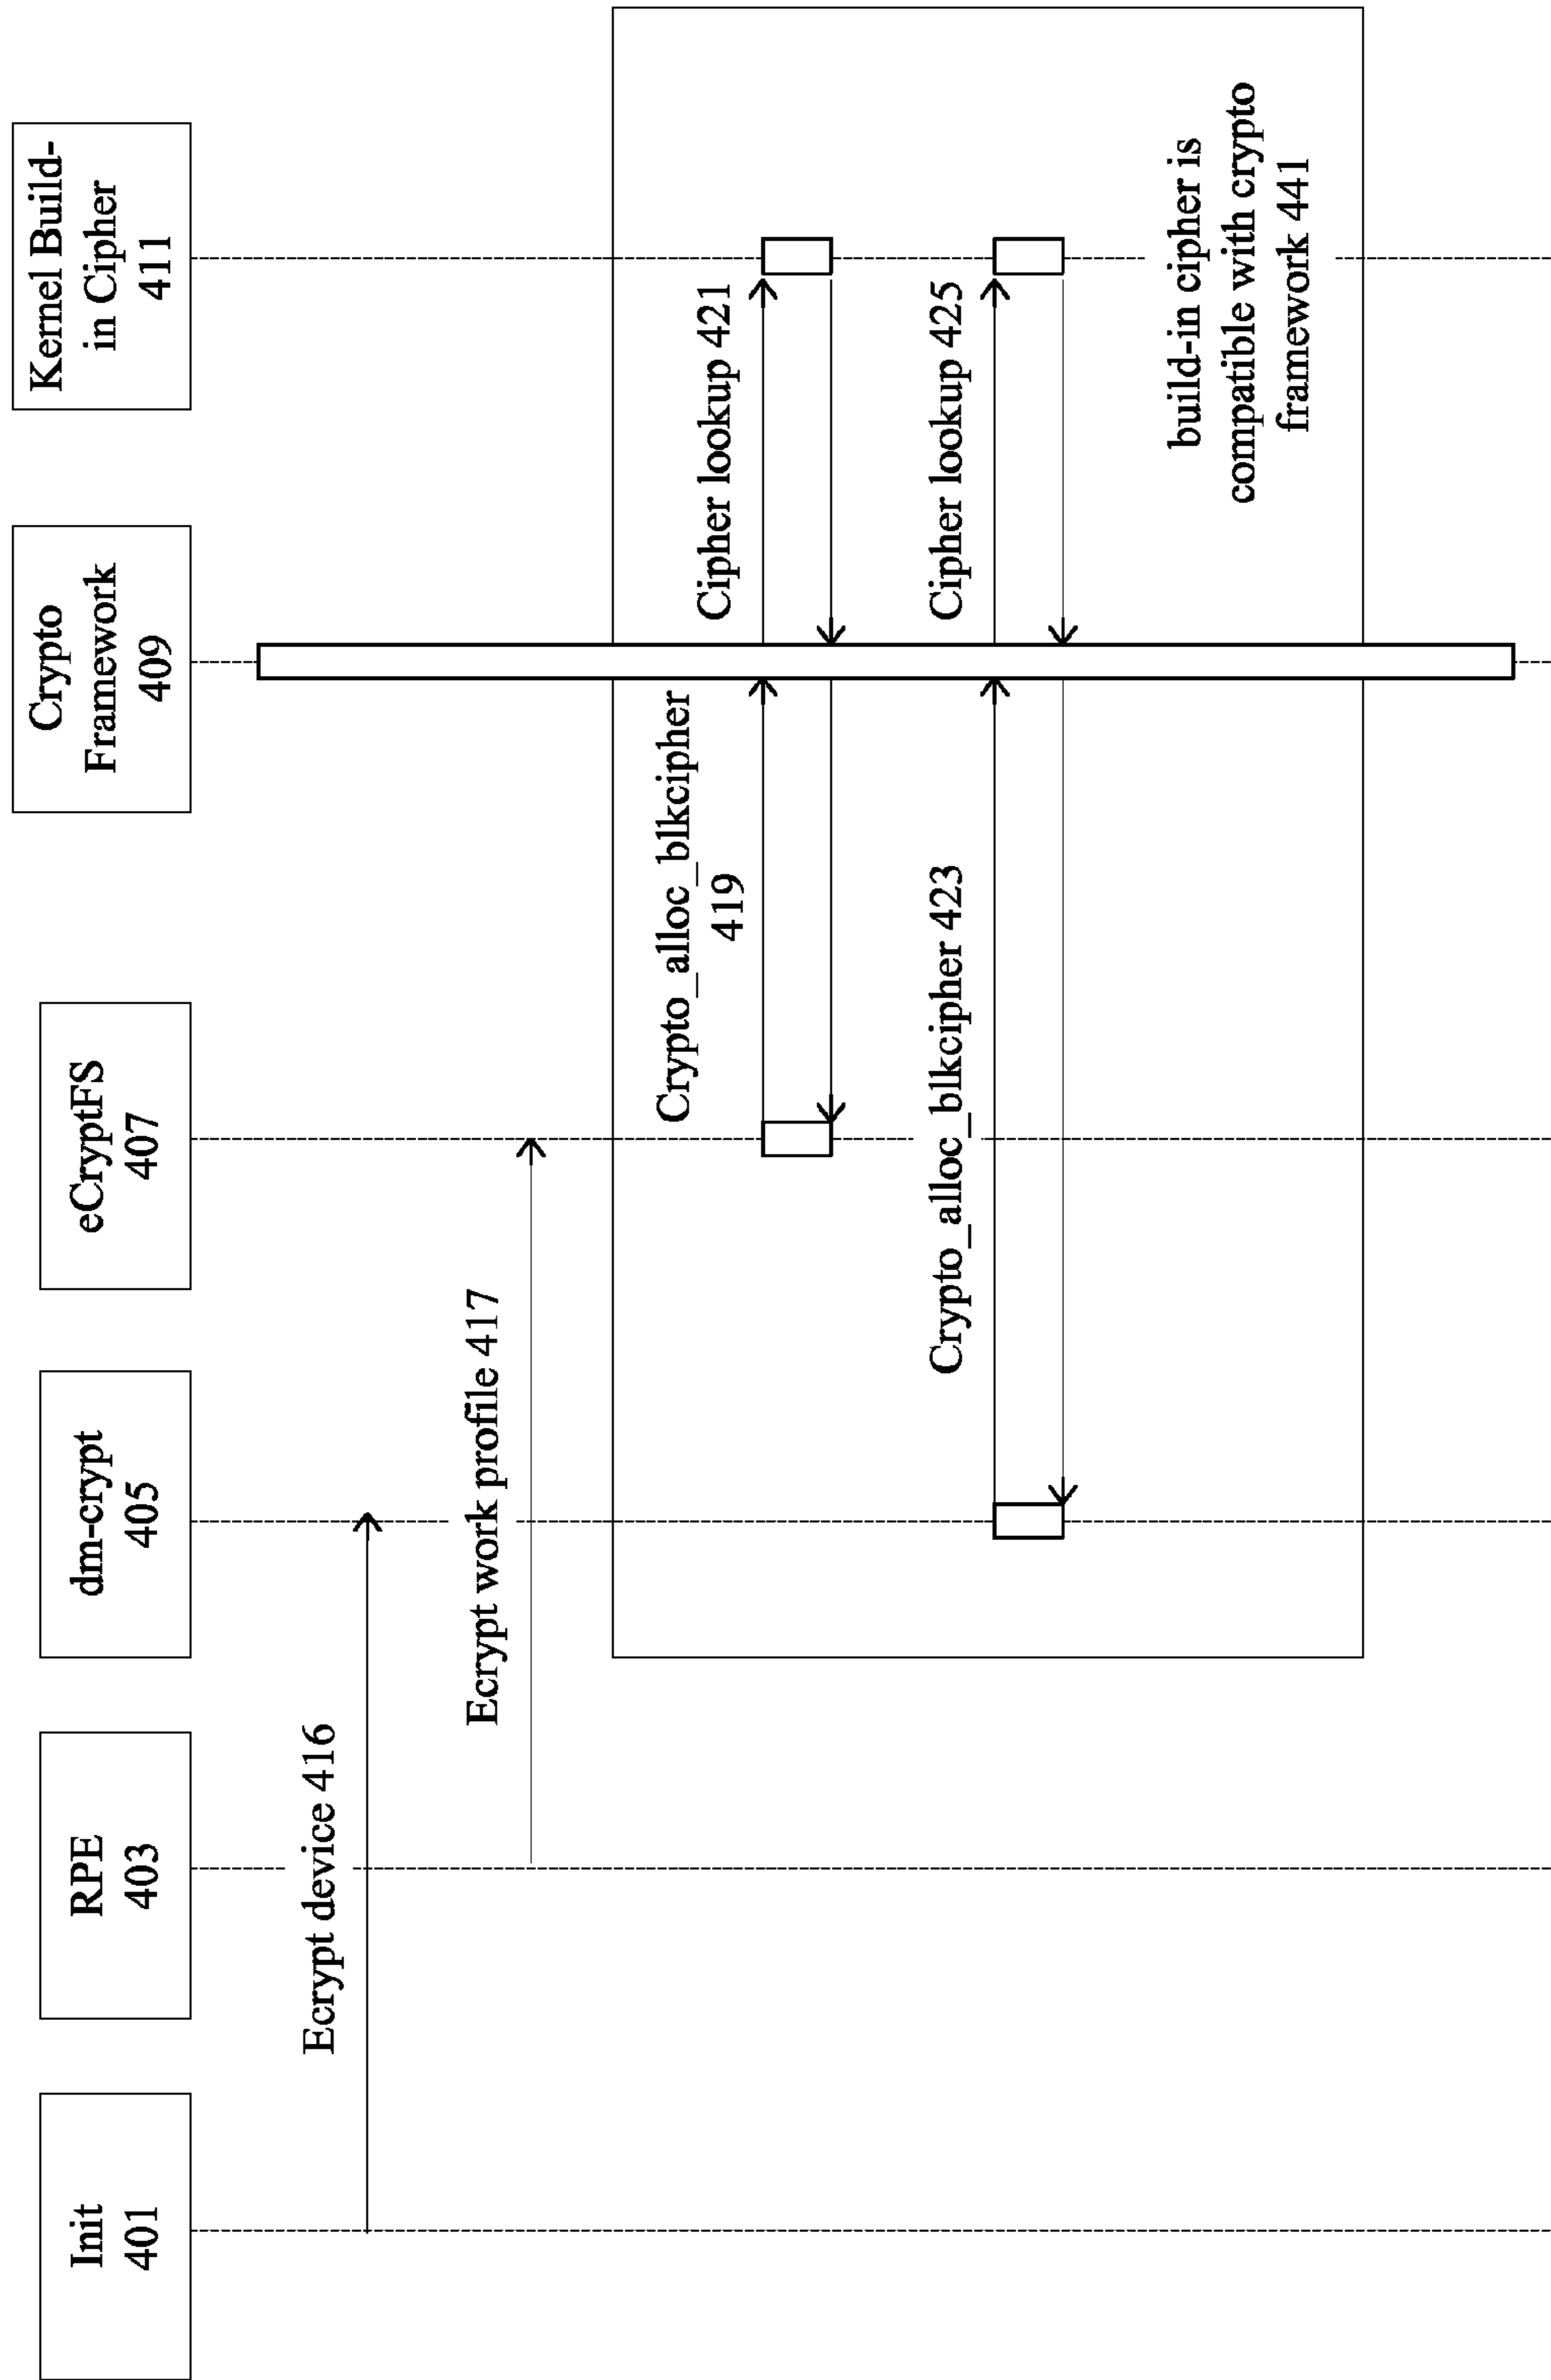 Init
401
RPE
403
dm-crypt
405
eCryptFS
407
Crypto
Framework
409
Kernel Build-
in Cipher
411
Ecrypt device 416
Ecrypt work profile 417
Crypto_alloc_blkcipher
419
Cipher lookup 421
Crypto_alloc_blkcipher 423
Cipher lookup 425
build-in cipher is
compatible with crypto
framework 441